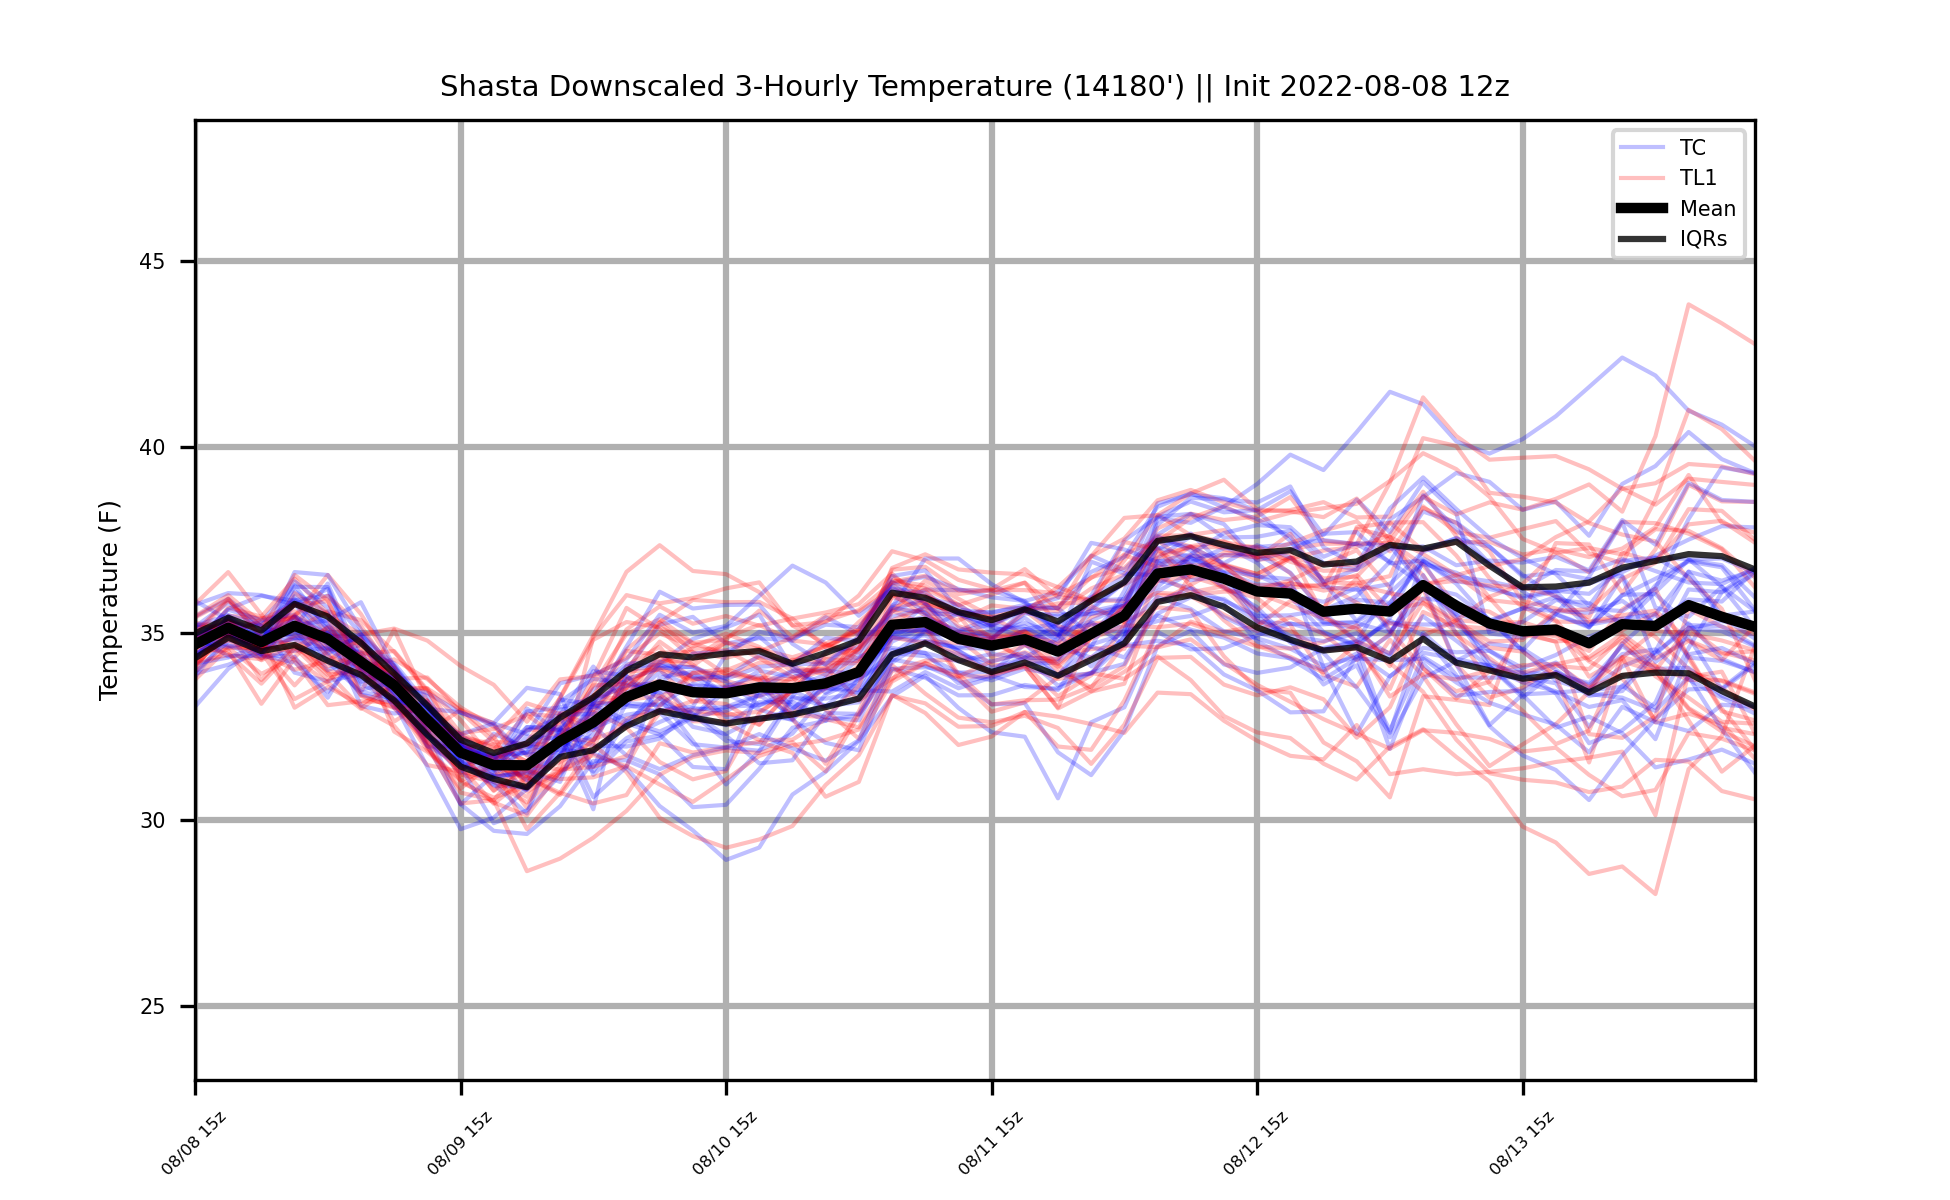 Shasta Downscaled 3-Hourly Temperature (14180') || Init 2022-08-08 12z
TC
TL1
Mean
IQRs
Temperature (F)
45
40
35
30
25
08/08 15z
08/09 15z
08/10 15z
08/11 15z
08/12 15z
08/13 15z